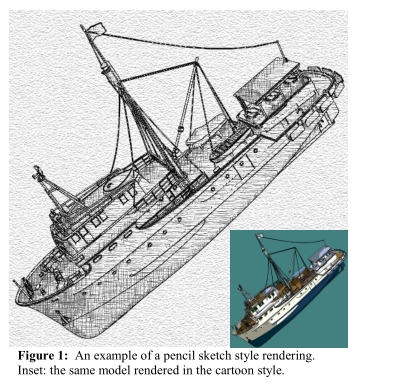 Figure 1: An example of a pencil sketch style rendering.
Inset: the same model rendered in the cartoon style.